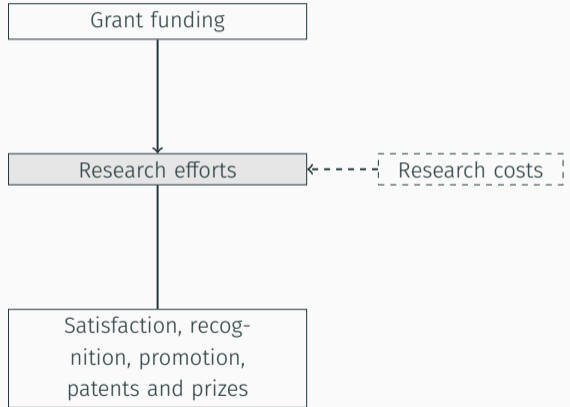 Grant funding
Research efforts
Research costs
Satisfaction, recog-
nition, promotion,
patents and prizes